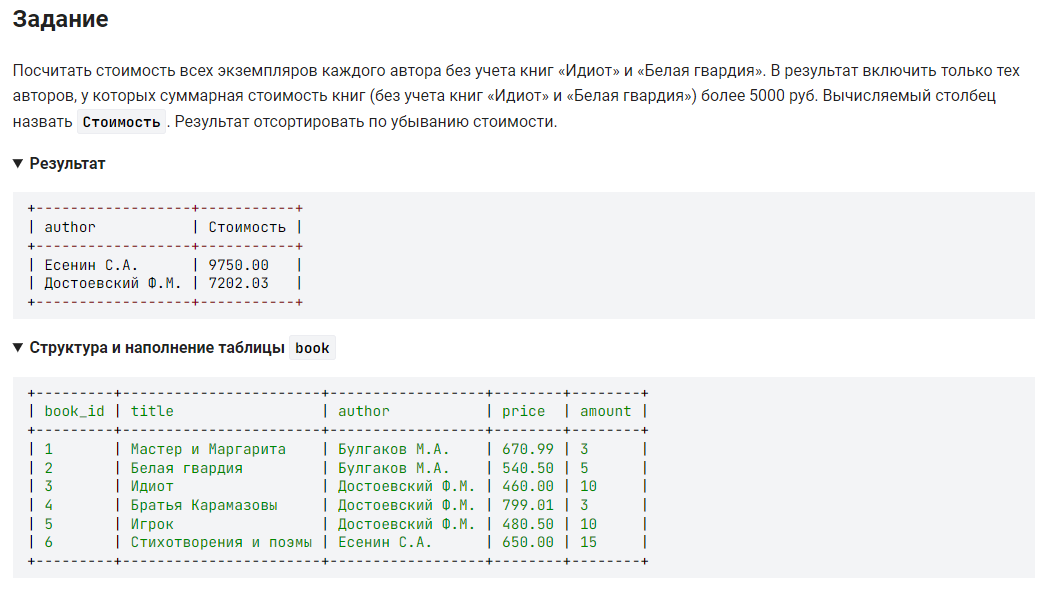 Задание
Посчитать стоимость всех экземпляров каждого автора без учета книг «Идиот» и «Белая гвардия». В результат включить только тех
авторов, у которых суммарная стоимость книг (без учета книг «Идиот» и «Белая гвардия») более 5000 руб. Вычисляемый столбец
назвать Стоимость. Результат отсортировать по убыванию стоимости.
▼ Результат
+------------------+-----------+
| author           | Стоимость |
+------------------+-----------+
| Есенин С.А.      | 9750.00   |
| Достоевский Ф.М. | 7202.03   |
+------------------+-----------+
▼ Структура и наполнение таблицы book
+---------+-----------------------+------------------+--------+--------+
| book_id | title                 | author           | price  | amount |
+---------+-----------------------+------------------+--------+--------+
| 1       | Мастер и Маргарита    | Булгаков М.А.    | 670.99 | 3      |
| 2       | Белая гвардия         | Булгаков М.А.    | 540.50 | 5      |
| 3       | Идиот                 | Достоевский Ф.М. | 460.00 | 10     |
| 4       | Братья Карамазовы     | Достоевский Ф.М. | 799.01 | 3      |
| 5       | Игрок                 | Достоевский Ф.М. | 480.50 | 10     |
| 6       | Стихотворения и поэмы | Есенин С.А.      | 650.00 | 15     |
+---------+-----------------------+------------------+--------+--------+